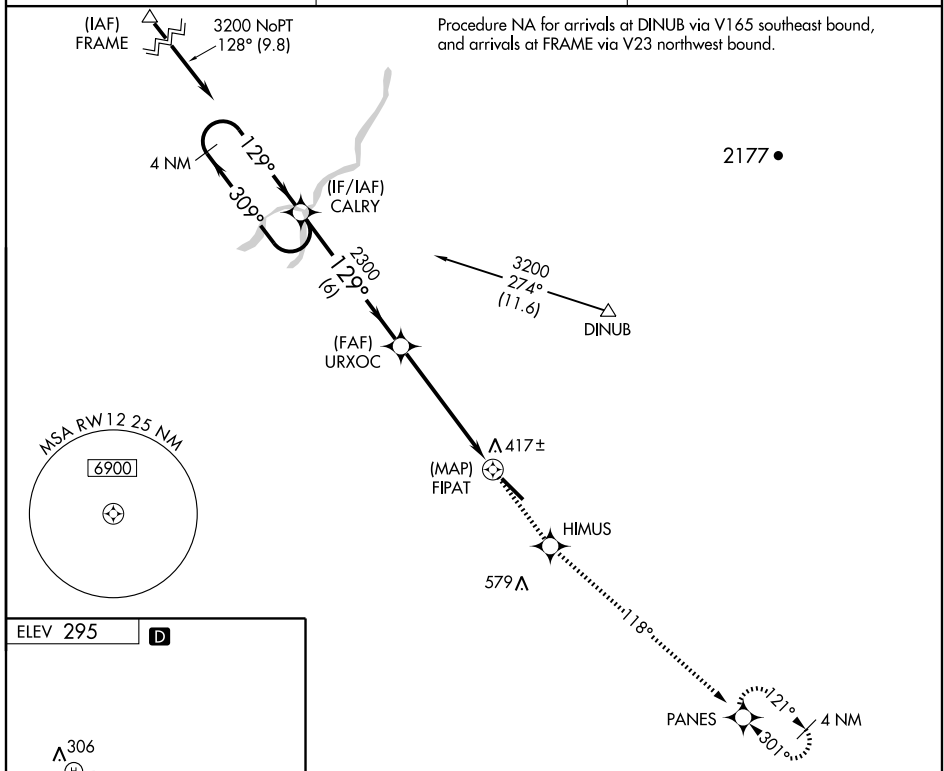 (IAF)
FRAME
3200 NoPT
128° (9.8)
Procedure NA for arrivals at DINUB via V165 southeast bound,
and arrivals at FRAME via V23 northwest bound.
2177
4 NM
129°
309°
(IF/IAF)
CALRY
2300
129°
(6)
3200
274°
(11.6)
DINUB
(FAF)
URXOC
MSA RW12 25 NM
6900
417±
(MAP)
FIPAT
HIMUS
579
118°
ELEV 295
D
PANES
121°
301°
4 NM
306
H